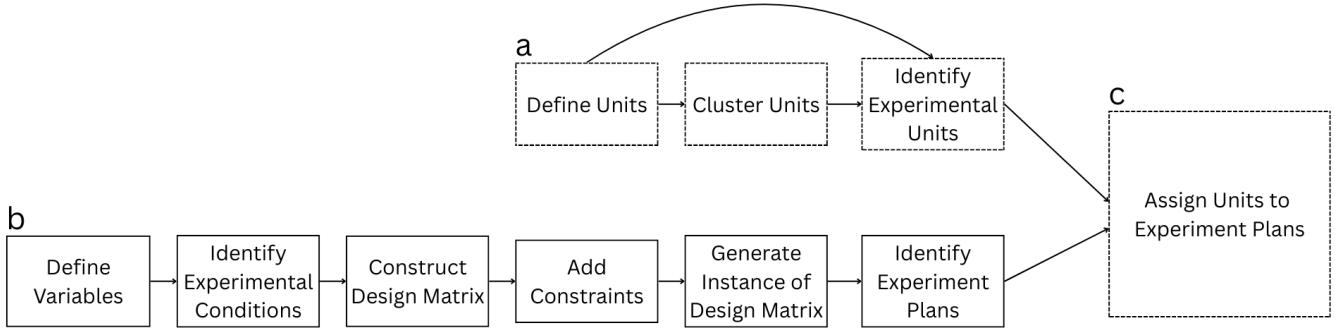 a
Define Units
Cluster Units
Identify
Experimental
Units
c
Assign Units to
Experiment Plans
b
Define
Variables
Identify
Experimental
Conditions
Construct
Design Matrix
Add
Constraints
Generate
Instance of
Design Matrix
Identify
Experiment
Plans